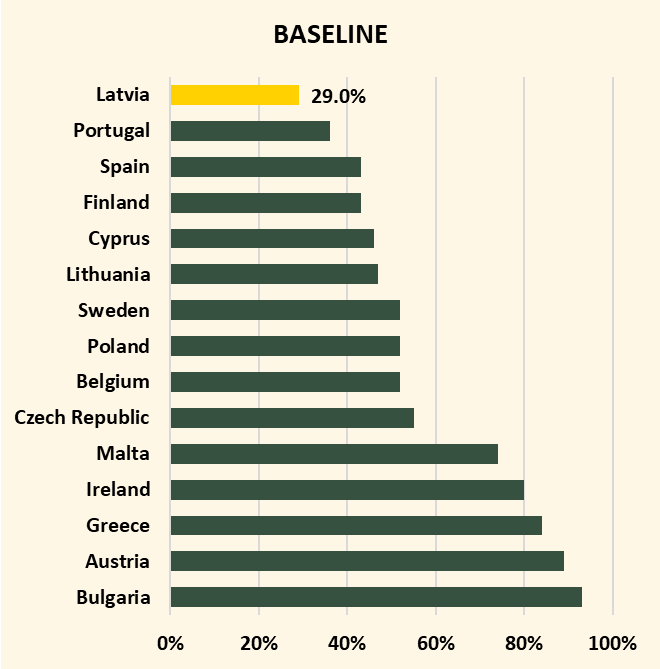 BASELINE
Latvia 29.0%
Portugal
Spain
Finland
Cyprus
Lithuania
Sweden
Poland
Belgium
Czech Republic
Malta
Ireland
Greece
Austria
Bulgaria
0% 20% 40% 60% 80% 100%